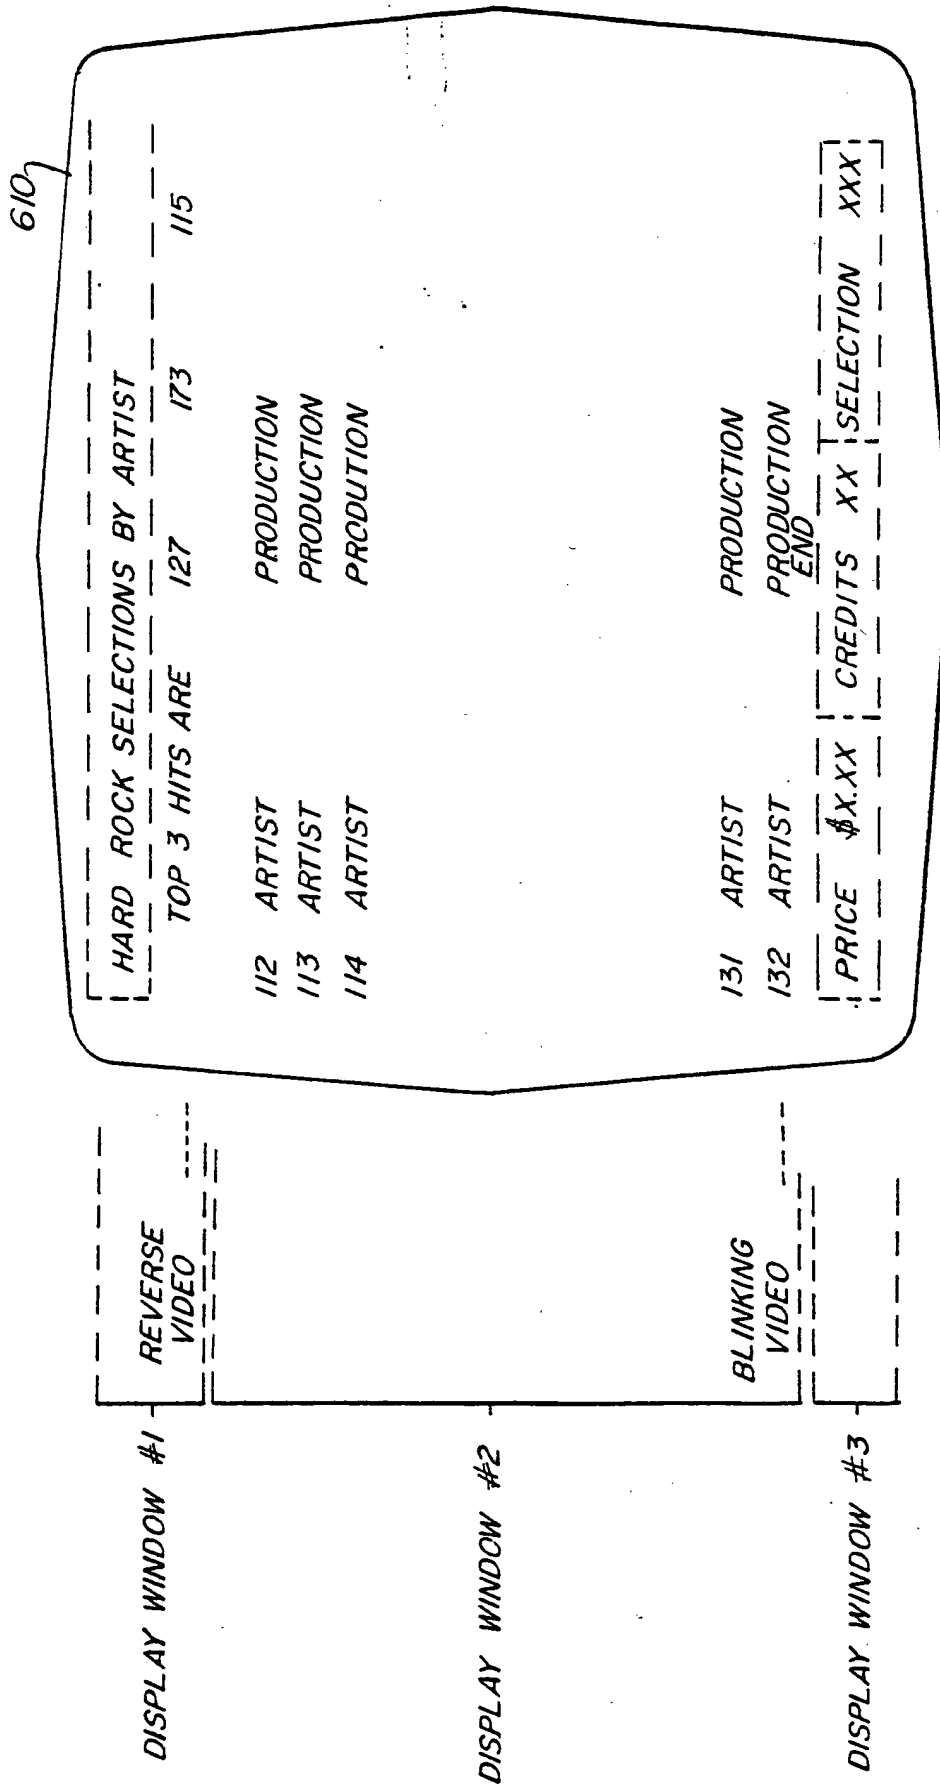 610
HARD ROCK SELECTIONS BY ARTIST
TOP 3 HITS ARE 127 173 115
112 ARTIST PRODUCTION
113 ARTIST PRODUCTION
114 ARTIST PRODUTION
131 ARTIST PRODUCTION
132 ARTIST PRODUCTION
END
PRICE $X.XX CREDITS XX SELECTION XXX
DISPLAY WINDOW #1
REVERSE
VIDEO
DISPLAY WINDOW #2
BLINKING
VIDEO
DISPLAY WINDOW #3